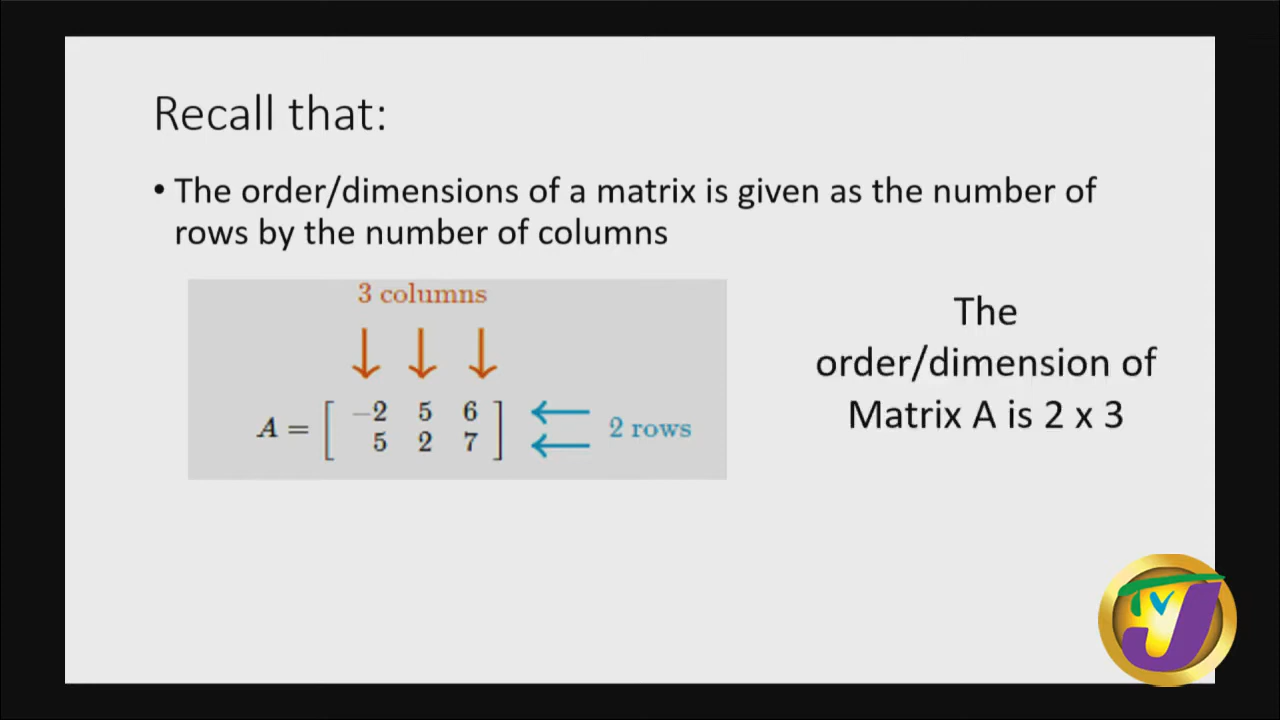 Recall that:
• The order/dimensions of a matrix is given as the number of
rows by the number of columns
3 columns
A = [ -2 5 6
5 2 7 ]
2 rows
The
order/dimension of
Matrix A is 2 x 3
TVJ